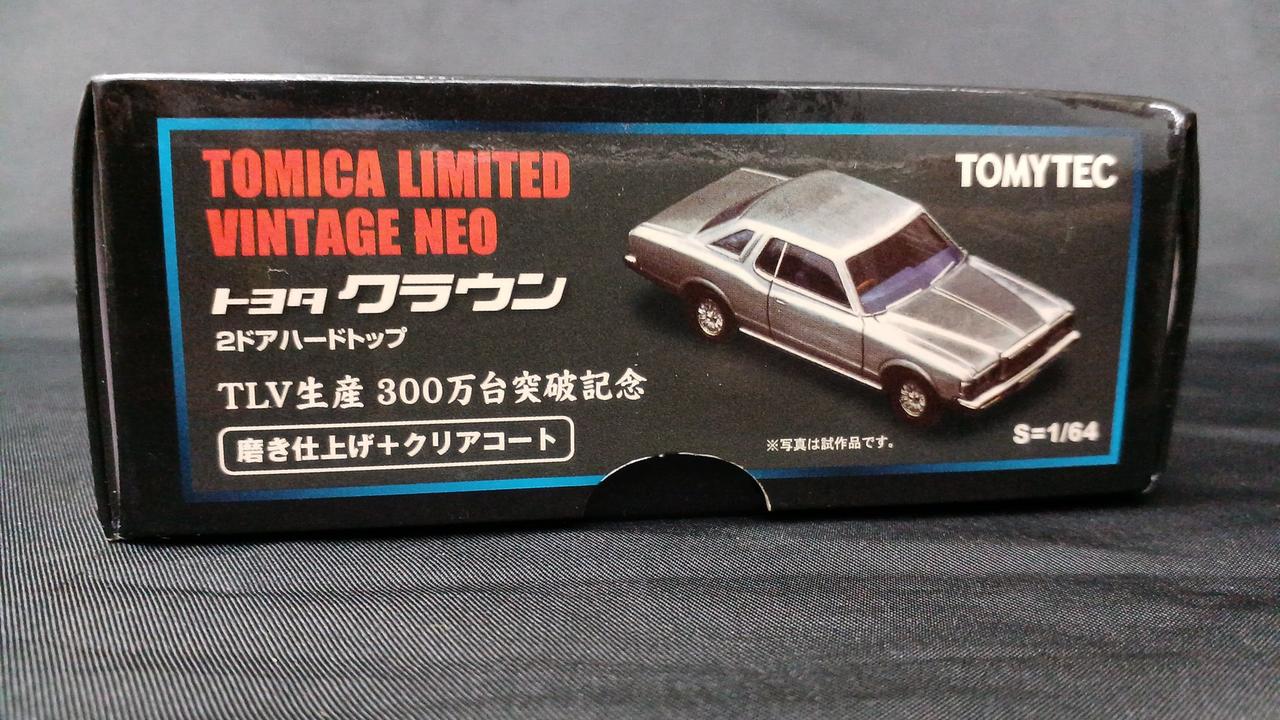 TOMICA LIMITED
VINTAGE NEO
トヨタ クラウン
2ドアハードトップ
TLV生産 300万台突破記念
磨き仕上げ+クリアコート
TOMYTEC
S=1/64
※写真は試作品です。